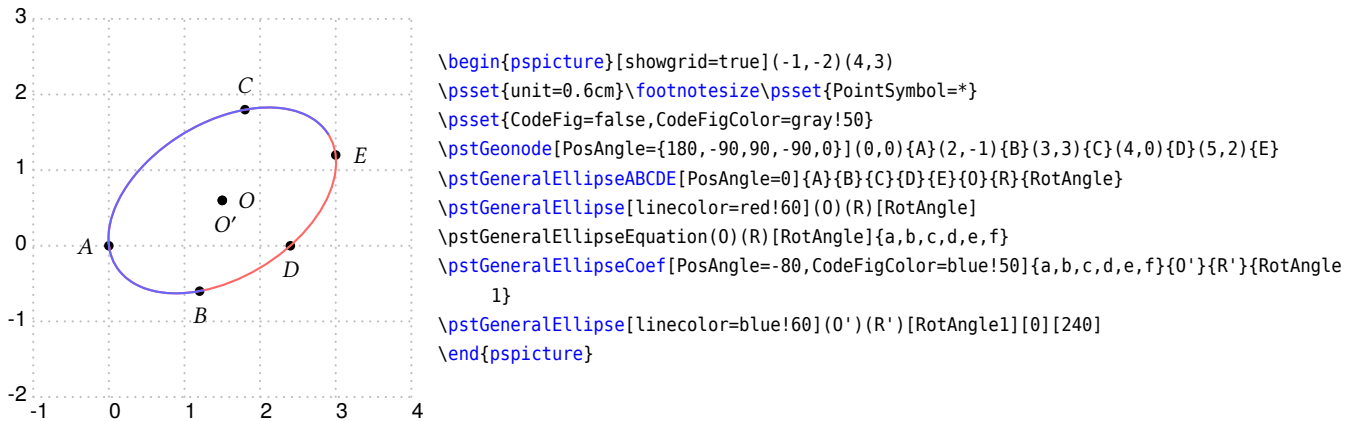 3
2
1
0
-1
-2
-1 0 1 2 3 4
C
E
O
O′
A
D
B
\begin{pspicture}[showgrid=true](-1,-2)(4,3)
\psset{unit=0.6cm}\footnotesize\psset{PointSymbol=*}
\psset{CodeFig=false,CodeFigColor=gray!50}
\pstGeonode[PosAngle={180,-90,90,-90,0}](0,0){A}(2,-1){B}(3,3){C}(4,0){D}(5,2){E}
\pstGeneralEllipseABCDE[PosAngle=0]{A}{B}{C}{D}{E}{O}{R}{RotAngle}
\pstGeneralEllipse[linecolor=red!60](O)(R)[RotAngle]
\pstGeneralEllipseEquation(O)(R)[RotAngle]{a,b,c,d,e,f}
\pstGeneralEllipseCoef[PosAngle=-80,CodeFigColor=blue!50]{a,b,c,d,e,f}{O'}{R'}{RotAngle
1}
\pstGeneralEllipse[linecolor=blue!60](O')(R')[RotAngle1][0][240]
\end{pspicture}